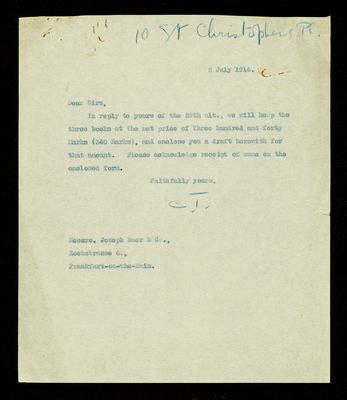 10 St Christophers Pl.
2 July 1914.
Dear Sirs,
In reply to yours of the 29th ult., we will keep the
three books at the net price of Three hundred and forty
Marks (340 Marks), and enclose you a draft herewith for
that amount. Please acknowledge receipt of same on the
enclosed form.
Faithfully yours,
C J.
Messrs. Joseph Baer & Co.,
Hochstrasse 6,
Frankfort-on-the-Main.